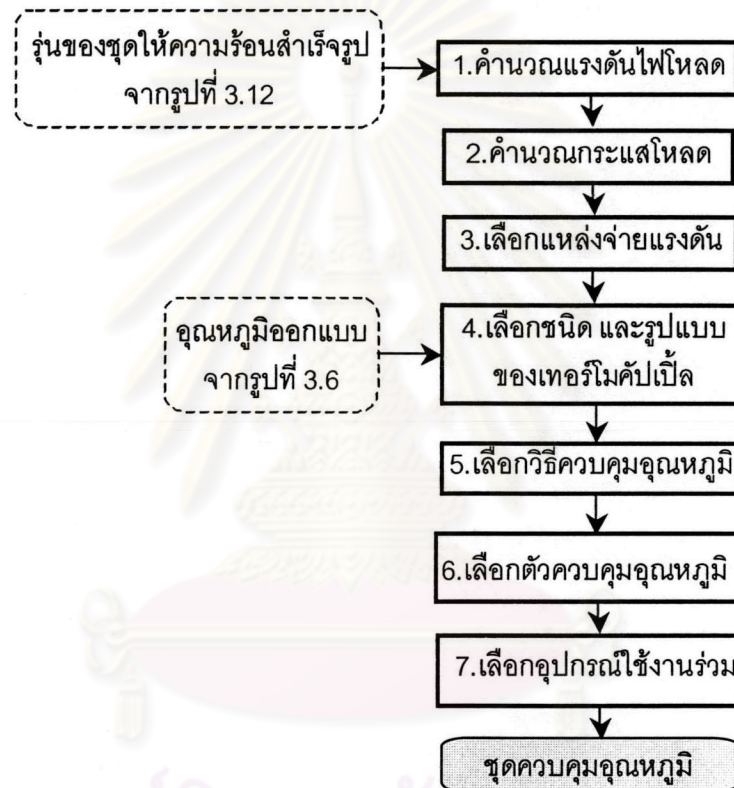 รุ่นของชุดให้ความร้อนสำเร็จรูป
จากรูปที่ 3.12
1.คำนวณแรงดันไฟโหลด
2.คำนวณกระแสโหลด
3.เลือกแหล่งจ่ายแรงดัน
อุณหภูมิออกแบบ
จากรูปที่ 3.6
4.เลือกชนิด และรูปแบบ
ของเทอร์โมคัปเปิ้ล
5.เลือกวิธีควบคุมอุณหภูมิ
6.เลือกตัวควบคุมอุณหภูมิ
7.เลือกอุปกรณ์ใช้งานร่วม
ชุดควบคุมอุณหภูมิ